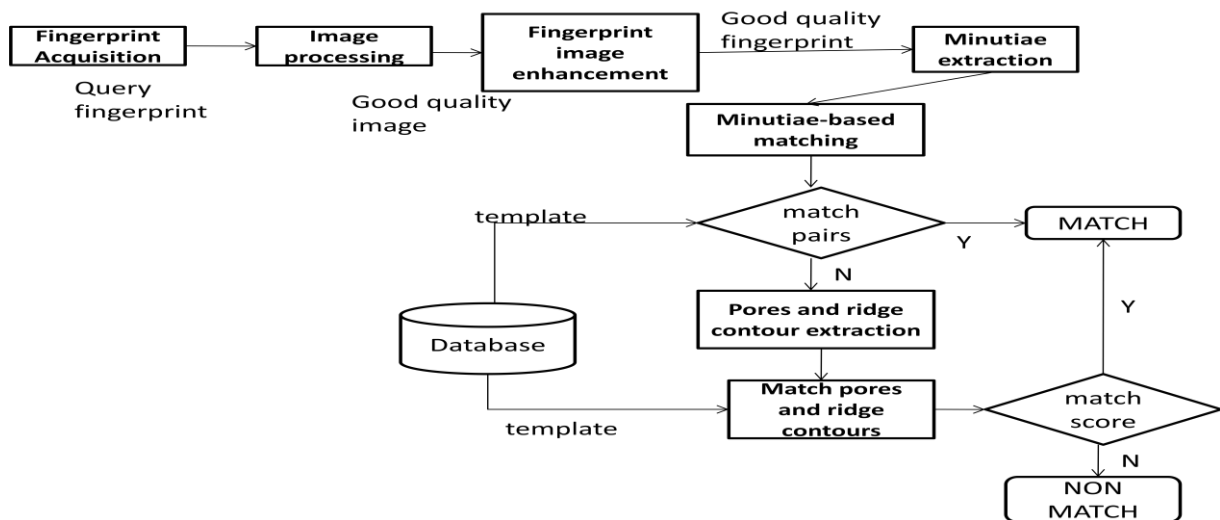 Fingerprint
Acquisition
Query
fingerprint
Image
processing
Good quality
image
Fingerprint
image
enhancement
Good quality
fingerprint
Minutiae
extraction
Minutiae-based
matching
template
match
pairs
Y
MATCH
N
Pores and ridge
contour extraction
Database
template
Match pores
and ridge
contours
match
score
Y
N
NON
MATCH